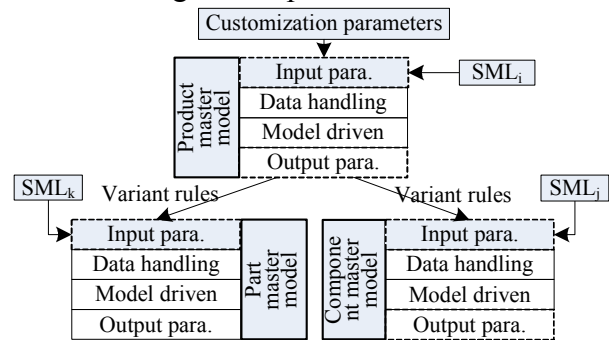 Customization parameters
Product
master
model
Input para.
Data handling
Model driven
Output para.
SMLi
SMLk
Variant rules
Variant rules
SMLj
Input para.
Data handling
Model driven
Output para.
Part
master
model
Compone
nt master
model
Input para.
Data handling
Model driven
Output para.